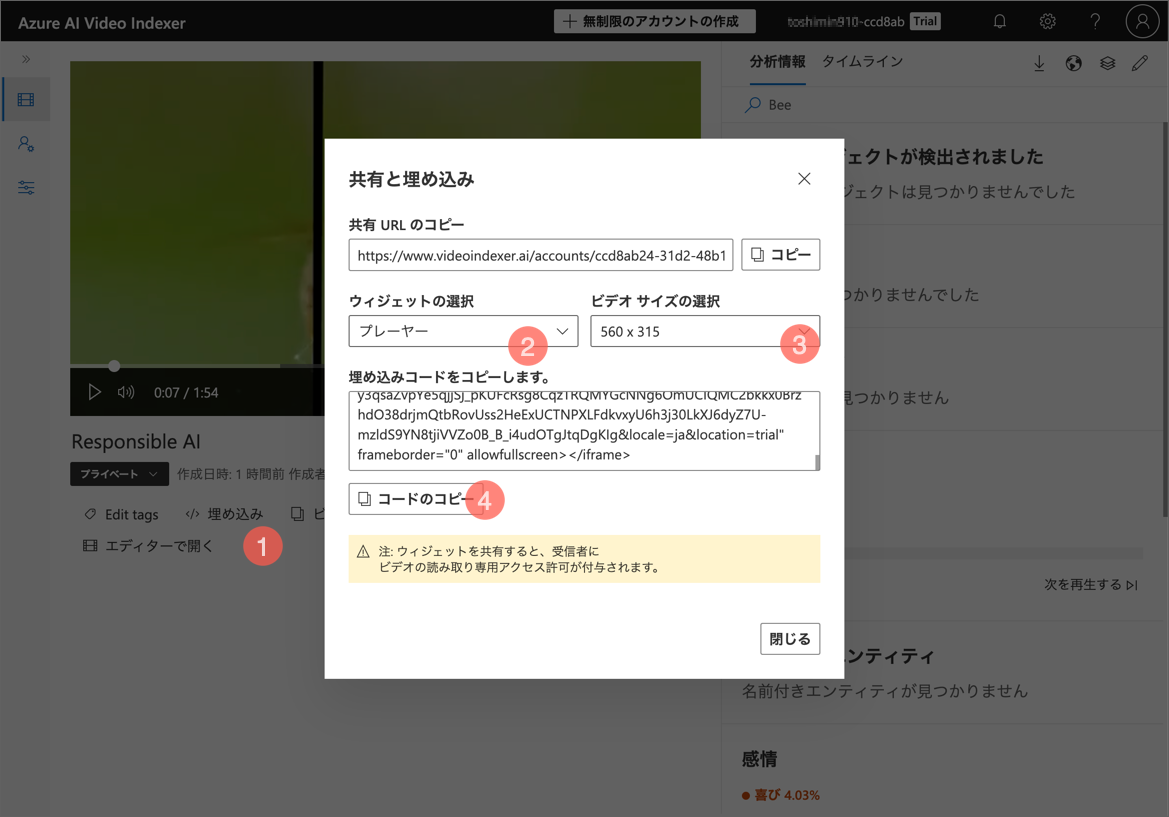 Azure AI Video Indexer
無制限のアカウントの作成
910-ccd8ab Trial
分析情報 タイムライン
Bee
ェクトが検出されました
ジェクトは見つかりませんでした
つかりませんでした
見つかりません
次を再生する
ンティティ
名前付きエンティティが見つかりません
感情
喜び 4.03%
0:07 / 1:54
Responsible AI
プライベート 作成日時: 1 時間前 作成者
Edit tags </> 埋め込み ビ
エディターで開く
1
共有と埋め込み
共有 URL のコピー
https://www.videoindexer.ai/accounts/ccd8ab24-31d2-48b1 コピー
ウィジェットの選択 ビデオ サイズの選択
プレーヤー 560 x 315
2 3
埋め込みコードをコピーします。
y3qsaZvpYe5qjjSJ_pKUFcRsg8CqzTRQMYGcNNg6OmUCIQMC2bkkx0Brz
hdO38drjmQtbRovUss2HeExUCTNPXLFdkvxyU6h3j30LkXJ6dyZ7U-
mzldS9YN8tjiVVZo0B_B_i4udOTgJtqDgKIg&locale=ja&location=trial"
frameborder="0" allowfullscreen></iframe>
コードのコピー 4
注: ウィジェットを共有すると、受信者に
ビデオの読み取り専用アクセス許可が付与されます。
閉じる